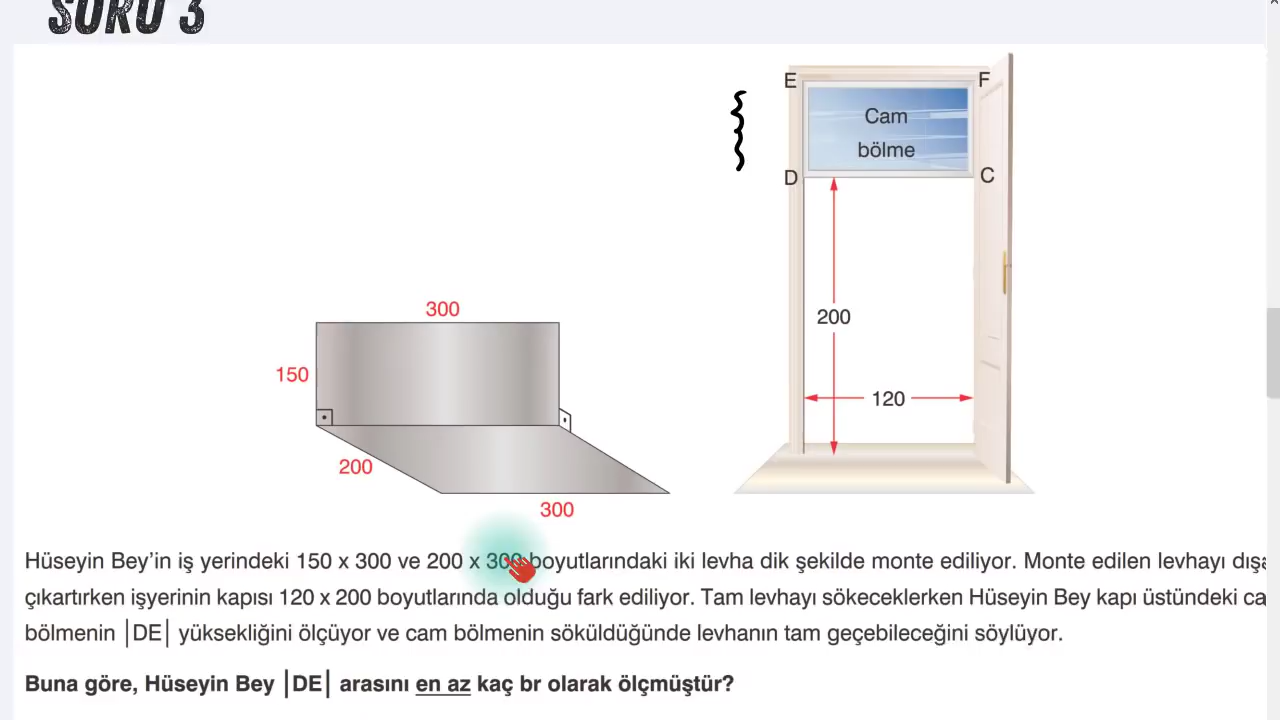 SORU 3
E
F
Cam
bölme
D
C
300
150
200
120
200
300
Hüseyin Bey’in iş yerindeki 150 x 300 ve 200 x 300 boyutlarındaki iki levha dik şekilde monte ediliyor. Monte edilen levhayı dışa
çıkartırken işyerinin kapısı 120 x 200 boyutlarında olduğu fark ediliyor. Tam levhayı sökeceklerken Hüseyin Bey kapı üstündeki ca
bölmenin |DE| yüksekliğini ölçüyor ve cam bölmenin söküldüğünde levhanın tam geçebileceğini söylüyor.
Buna göre, Hüseyin Bey |DE| arasını en az kaç br olarak ölçmüştür?